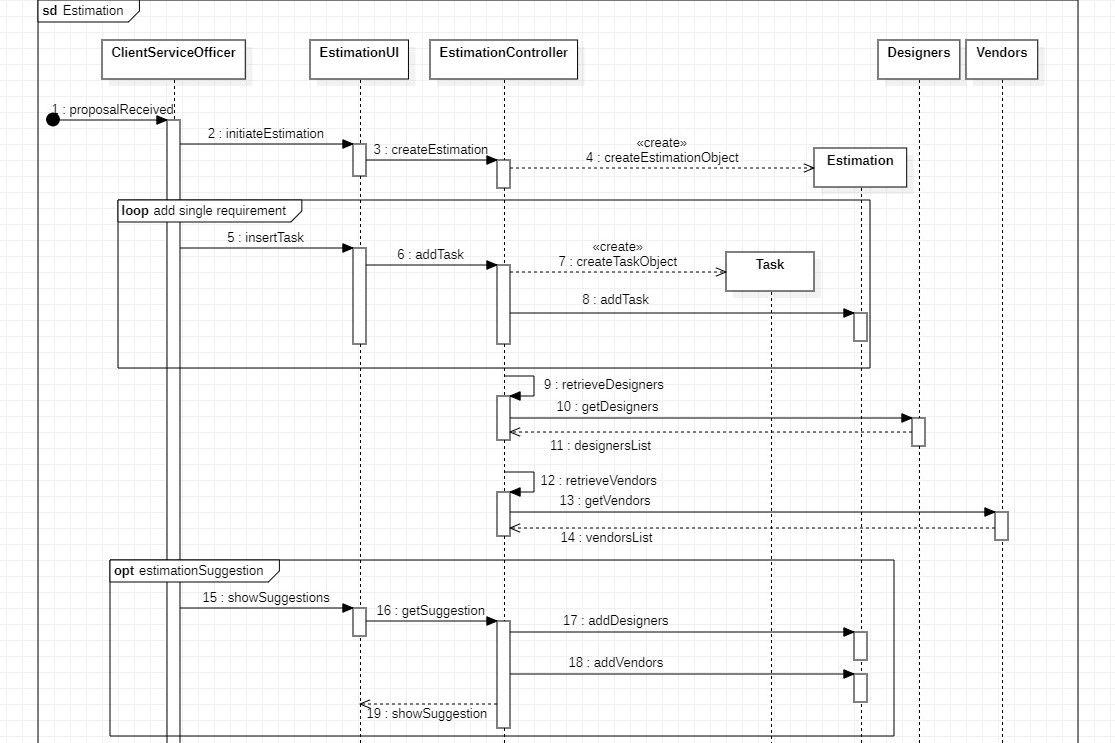 sd Estimation
ClientServiceOfficer
EstimationUI
EstimationController
Designers
Vendors
1 : proposalReceived
2 : initiateEstimation
3 : createEstimation
«create»
4 : createEstimationObject
Estimation
loop add single requirement
5 : insertTask
6 : addTask
«create»
7 : createTaskObject
Task
8 : addTask
9 : retrieveDesigners
10 : getDesigners
11 : designersList
12 : retrieveVendors
13 : getVendors
14 : vendorsList
opt estimationSuggestion
15 : showSuggestions
16 : getSuggestion
17 : addDesigners
18 : addVendors
19 : showSuggestion